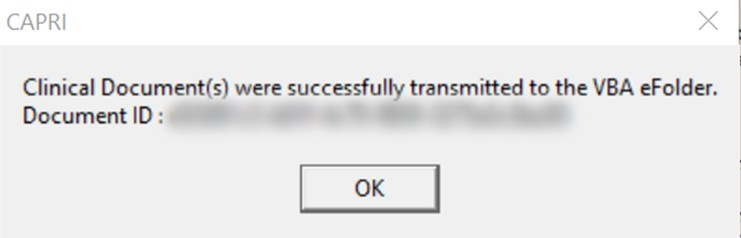 CAPRI
Clinical Document(s) were successfully transmitted to the VBA eFolder.
Document ID :
OK